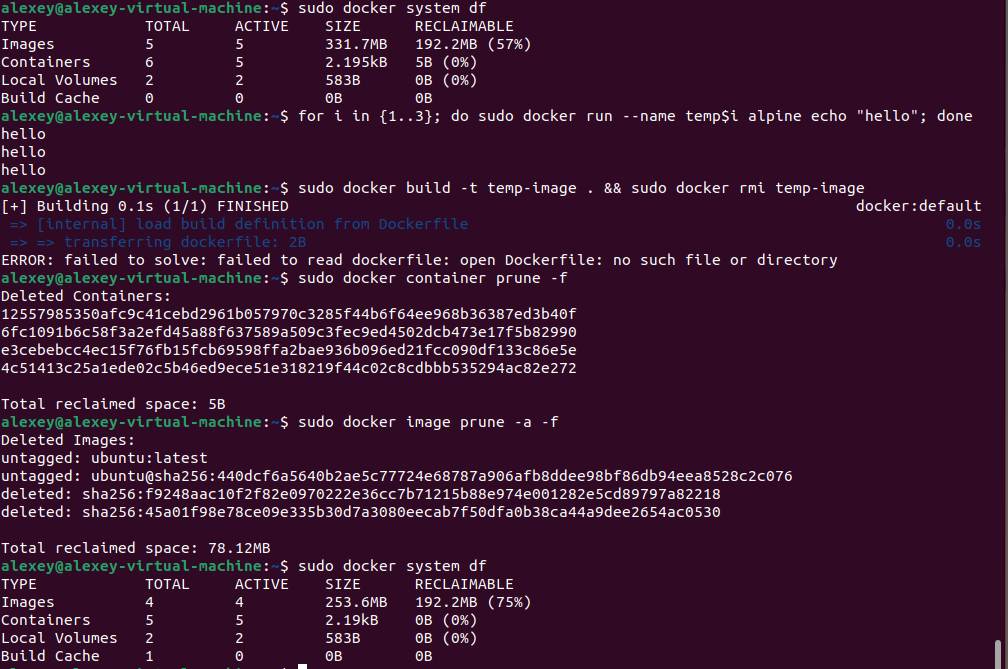 alexey@alexey-virtual-machine:~$ sudo docker system df
TYPE TOTAL ACTIVE SIZE RECLAIMABLE
Images 5 5 331.7MB 192.2MB (57%)
Containers 6 5 2.195kB 5B (0%)
Local Volumes 2 2 583B 0B (0%)
Build Cache 0 0 0B 0B
alexey@alexey-virtual-machine:~$ for i in {1..3}; do sudo docker run --name temp$i alpine echo "hello"; done
hello
hello
hello
alexey@alexey-virtual-machine:~$ sudo docker build -t temp-image . && sudo docker rmi temp-image
[+] Building 0.1s (1/1) FINISHED docker:default
=> [internal] load build definition from Dockerfile 0.0s
=> => transferring dockerfile: 2B 0.0s
ERROR: failed to solve: failed to read dockerfile: open Dockerfile: no such file or directory
alexey@alexey-virtual-machine:~$ sudo docker container prune -f
Deleted Containers:
12557985350afc9c41cebd2961b057970c3285f44b6f64ee968b36387ed3b40f
6fc1091b6c58f3a2efd45a88f637589a509c3fec9ed4502dcb473e17f5b82990
e3cebebcc4ec15f76fb15fcb69598ffa2bae936b096ed21fcc090df133c86e5e
4c51413c25a1ede02c5b46ed9ece51e318219f44c02c8cdbbb535294ac82e272
Total reclaimed space: 5B
alexey@alexey-virtual-machine:~$ sudo docker image prune -a -f
Deleted Images:
untagged: ubuntu:latest
untagged: ubuntu@sha256:440dcf6a5640b2ae5c77724e68787a906afb8ddee98bf86db94eea8528c2c076
deleted: sha256:f9248aac10f2f82e0970222e36cc7b71215b88e974e001282e5cd89797a82218
deleted: sha256:45a01f98e78ce09e335b30d7a3080eecab7f50dfa0b38ca44a9dee2654ac0530
Total reclaimed space: 78.12MB
alexey@alexey-virtual-machine:~$ sudo docker system df
TYPE TOTAL ACTIVE SIZE RECLAIMABLE
Images 4 4 253.6MB 192.2MB (75%)
Containers 5 5 2.19kB 0B (0%)
Local Volumes 2 2 583B 0B (0%)
Build Cache 1 0 0B 0B